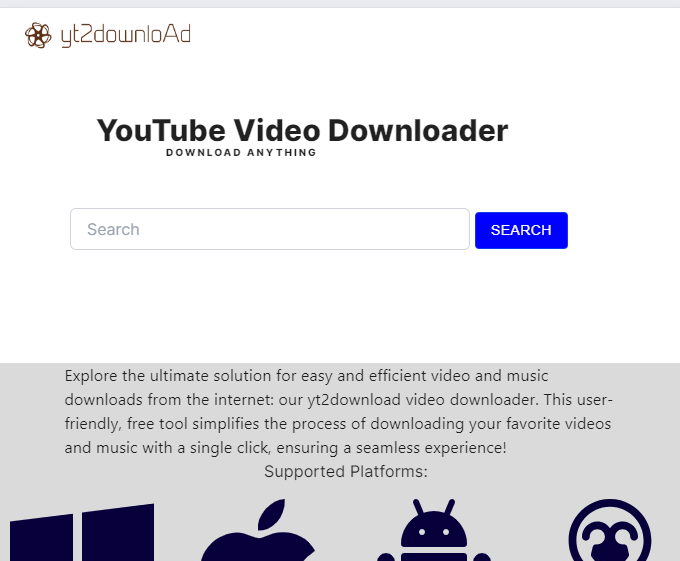 yt2downloAd
YouTube Video Downloader
DOWNLOAD ANYTHING
Search
SEARCH
Explore the ultimate solution for easy and efficient video and music
downloads from the internet: our yt2download video downloader. This user-
friendly, free tool simplifies the process of downloading your favorite videos
and music with a single click, ensuring a seamless experience!
Supported Platforms: